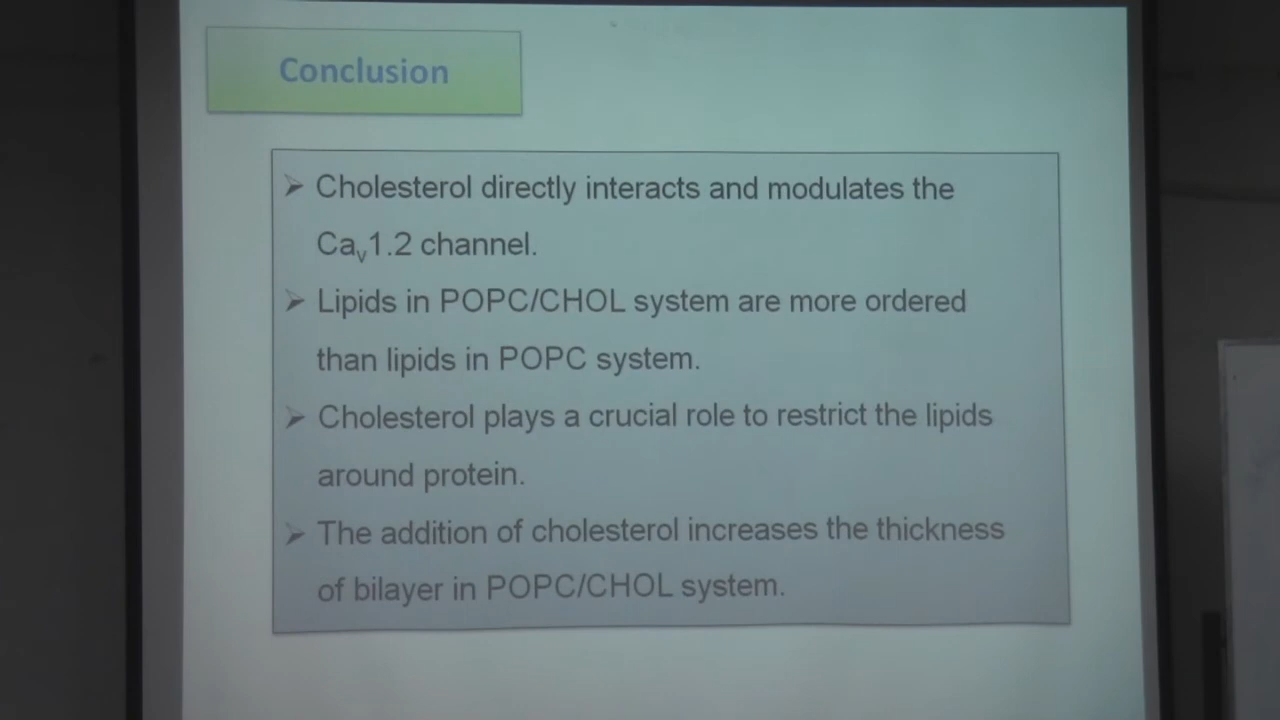 Conclusion
➢ Cholesterol directly interacts and modulates the
Caᵥ1.2 channel.
➢ Lipids in POPC/CHOL system are more ordered
than lipids in POPC system.
➢ Cholesterol plays a crucial role to restrict the lipids
around protein.
➢ The addition of cholesterol increases the thickness
of bilayer in POPC/CHOL system.